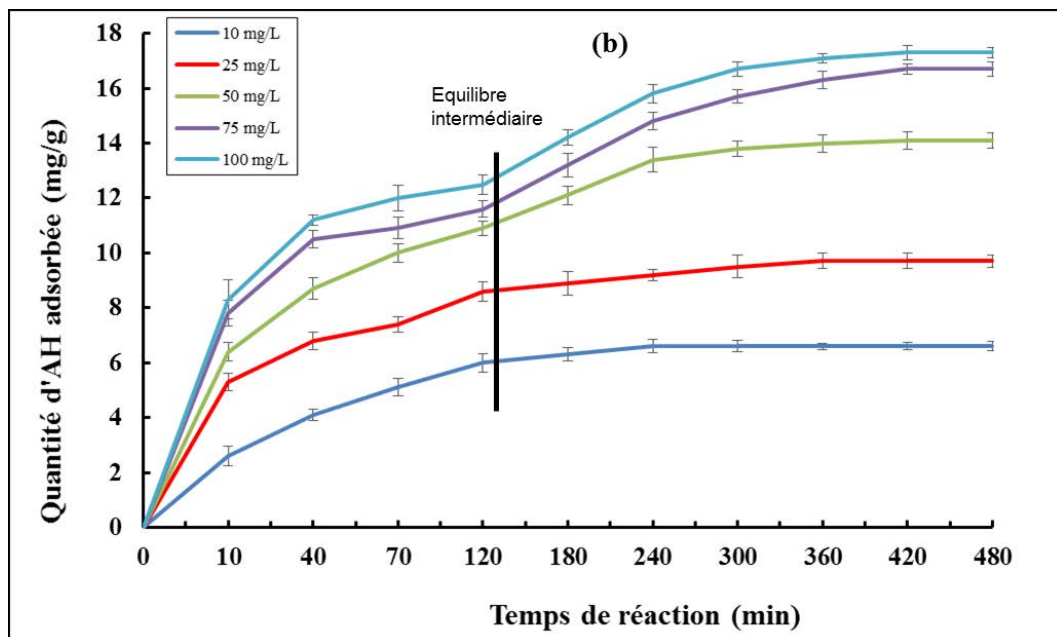 18
16
14
12
10
8
6
4
2
0
Quantité d'AH adsorbée (mg/g)
10 mg/L
25 mg/L
50 mg/L
75 mg/L
100 mg/L
(b)
Equilibre
intermédiaire
0 10 40 70 120 180 240 300 360 420 480
Temps de réaction (min)